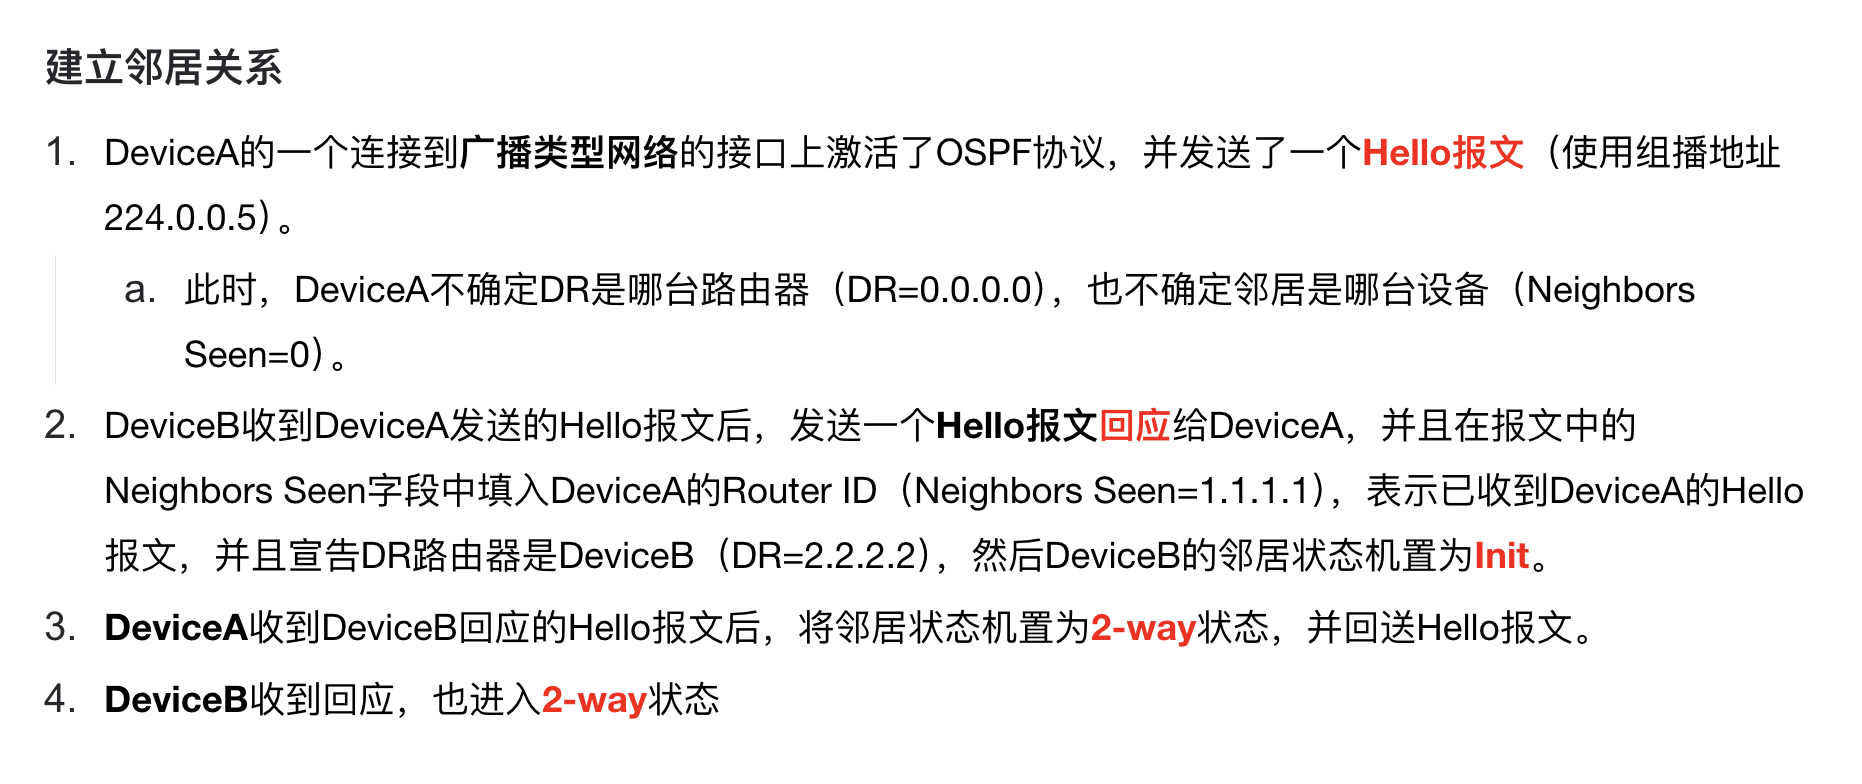 建立邻居关系
1. DeviceA的一个连接到广播类型网络的接口上激活了OSPF协议，并发送了一个Hello报文（使用组播地址
224.0.0.5）。
a. 此时，DeviceA不确定DR是哪台路由器（DR=0.0.0.0），也不确定邻居是哪台设备（Neighbors
Seen=0）。
2. DeviceB收到DeviceA发送的Hello报文后，发送一个Hello报文回应给DeviceA，并且在报文中的
Neighbors Seen字段中填入DeviceA的Router ID（Neighbors Seen=1.1.1.1），表示已收到DeviceA的Hello
报文，并且宣告DR路由器是DeviceB（DR=2.2.2.2），然后DeviceB的邻居状态机置为Init。
3. DeviceA收到DeviceB回应的Hello报文后，将邻居状态机置为2-way状态，并回送Hello报文。
4. DeviceB收到回应，也进入2-way状态